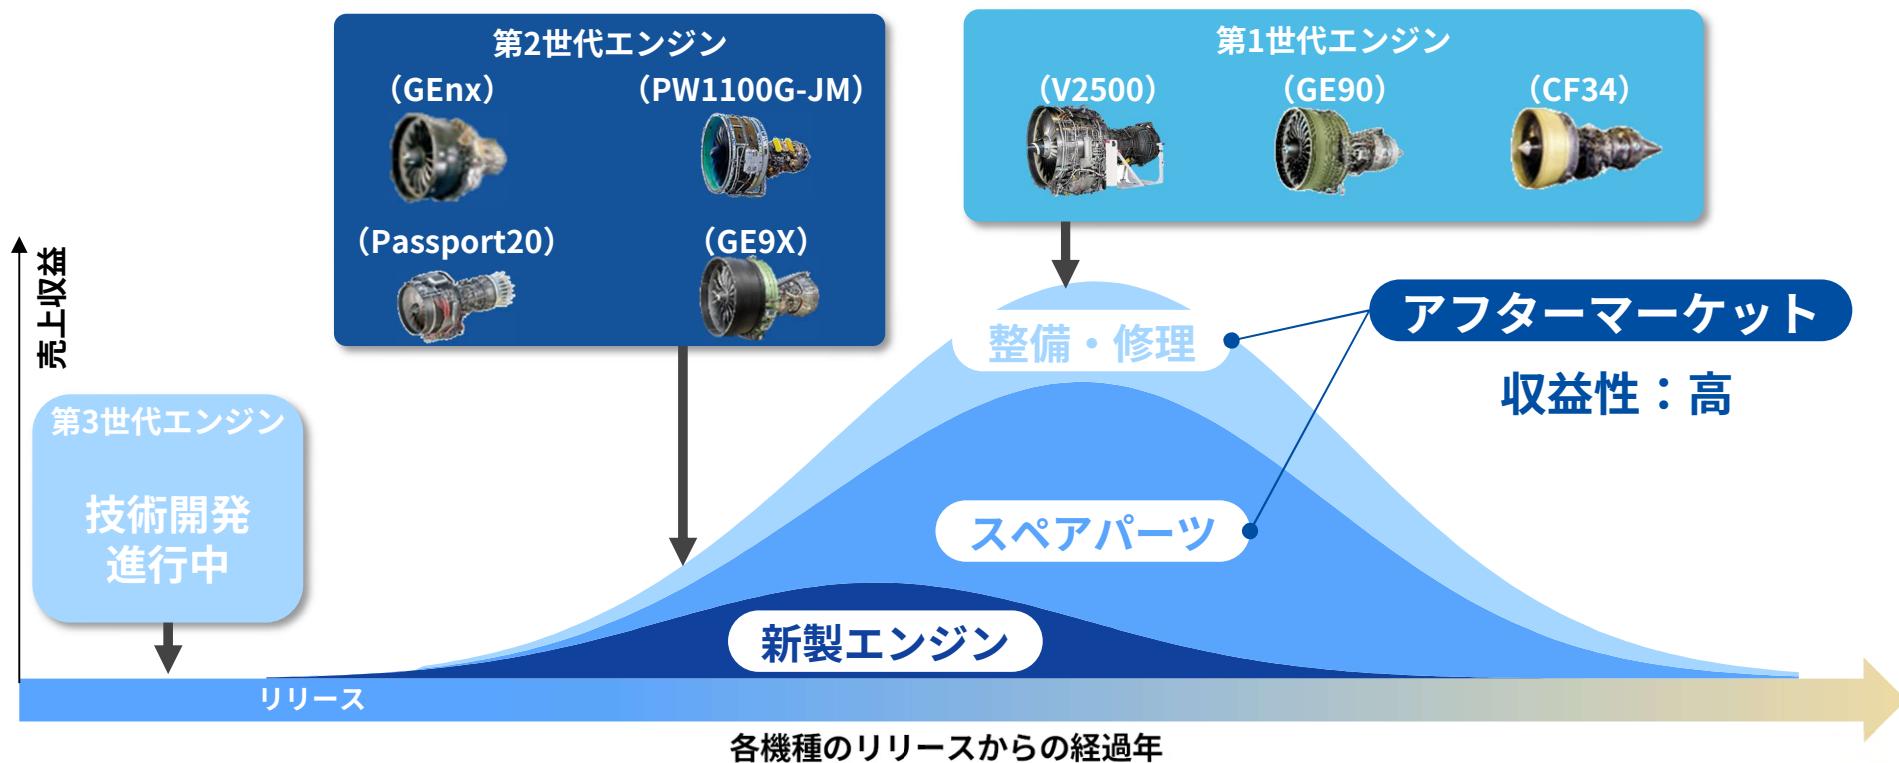 第2世代エンジン
（GEnx）
（PW1100G-JM）
（Passport20）
（GE9X）
第1世代エンジン
（V2500）
（GE90）
（CF34）
売上収益
第3世代エンジン
技術開発
進行中
整備・修理
アフターマーケット
収益性：高
スペアパーツ
新製エンジン
リリース
各機種のリリースからの経過年